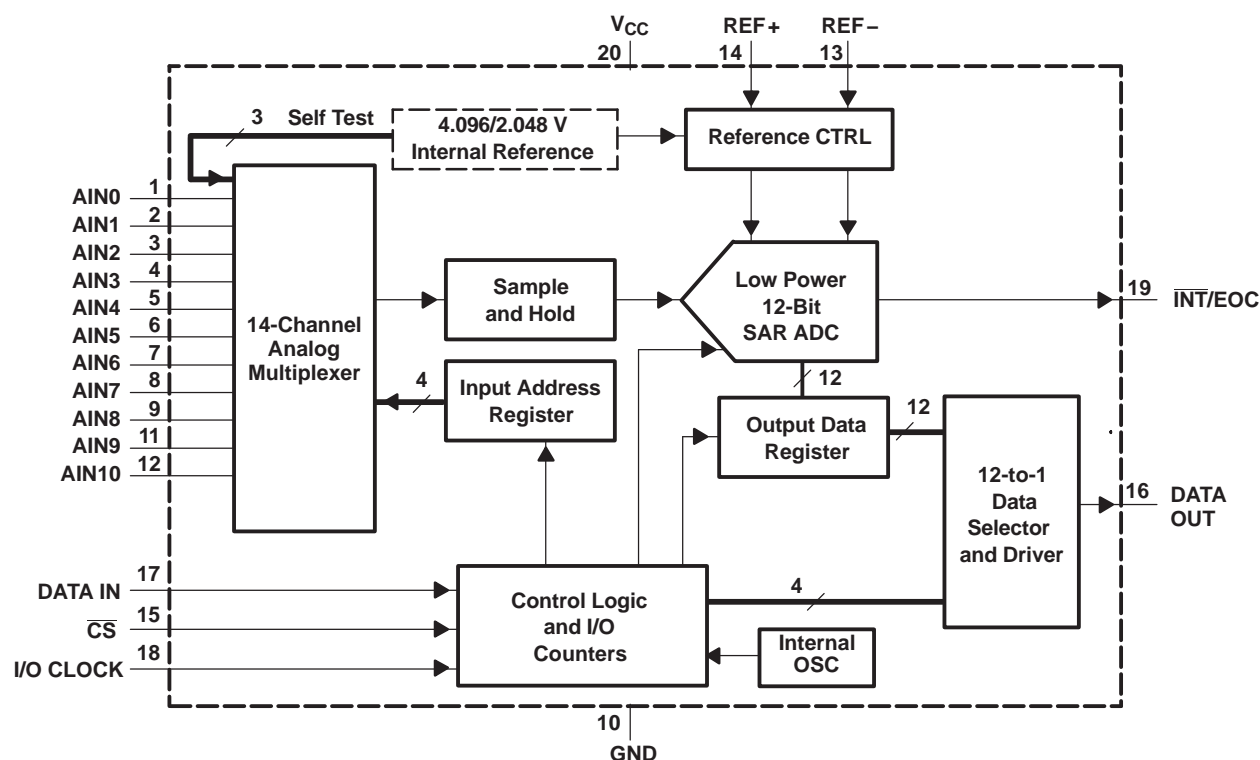 VCC
REF+
REF−
20
14
13
3
Self Test
4.096/2.048 V
Internal Reference
Reference CTRL
AIN0
1
AIN1
2
AIN2
3
AIN3
4
AIN4
5
AIN5
6
AIN6
7
AIN7
8
AIN8
9
AIN9
11
AIN10
12
14-Channel
Analog
Multiplexer
Sample
and Hold
Low Power
12-Bit
SAR ADC
19
INT/EOC
4
Input Address
Register
12
Output Data
Register
12
12-to-1
Data
Selector
and Driver
16
DATA
OUT
DATA IN
17
CS
15
I/O CLOCK
18
Control Logic
and I/O
Counters
4
Internal
OSC
10
GND